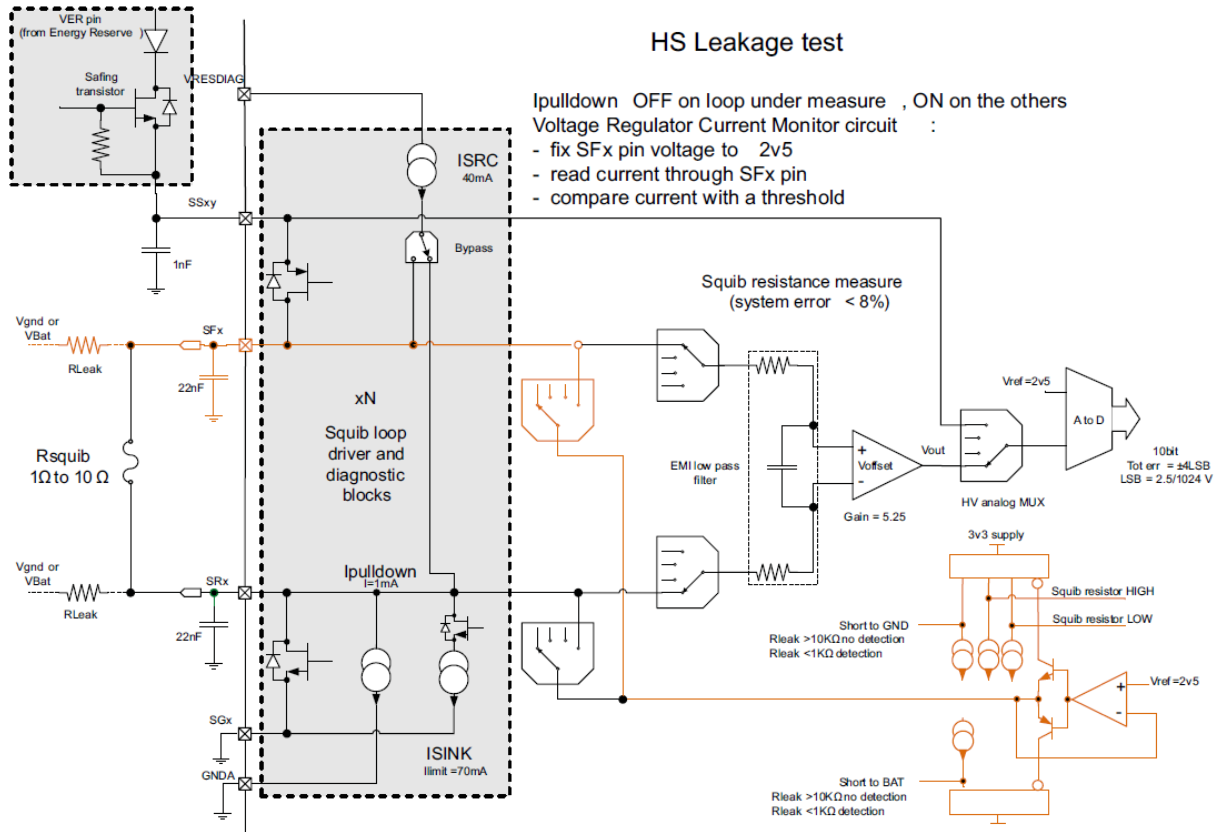 VER pin
(from Energy Reserve )
Safing
transistor
VRESDIAG
HS Leakage test
Ipulldown OFF on loop under measure , ON on the others
Voltage Regulator Current Monitor circuit :
- fix SFx pin voltage to 2v5
- read current through SFx pin
- compare current with a threshold
ISRC
40mA
SSxy
1nF
Bypass
Squib resistance measure
(system error < 8%)
Vgnd or
VBat
SFx
RLeak
22nF
xN
Squib loop
driver and
diagnostic
blocks
Rsquib
1Ω to 10 Ω
EMI low pass
filter
+
Voffset
-
Gain = 5.25
Vout
Vref=2v5
A to D
10bit
Tot err = ±4LSB
LSB = 2.5/1024 V
HV analog MUX
3v3 supply
Vgnd or
VBat
SRx
RLeak
22nF
Ipulldown
I=1mA
Squib resistor HIGH
Squib resistor LOW
Short to GND
Rleak >10KΩ no detection
Rleak <1KΩ detection
+
-
Vref=2v5
SGx
GNDA
ISINK
Ilimit =70mA
Short to BAT
Rleak >10KΩ no detection
Rleak <1KΩ detection